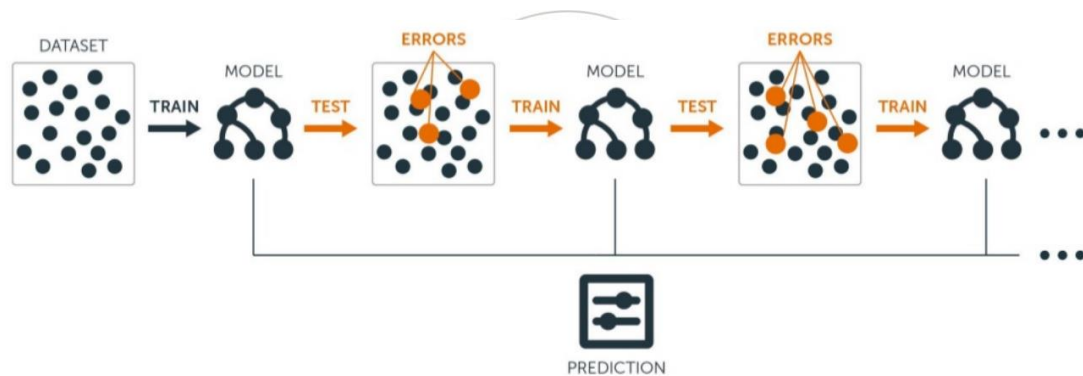 DATASET
TRAIN
MODEL
TEST
ERRORS
TRAIN
MODEL
TEST
ERRORS
TRAIN
MODEL
PREDICTION